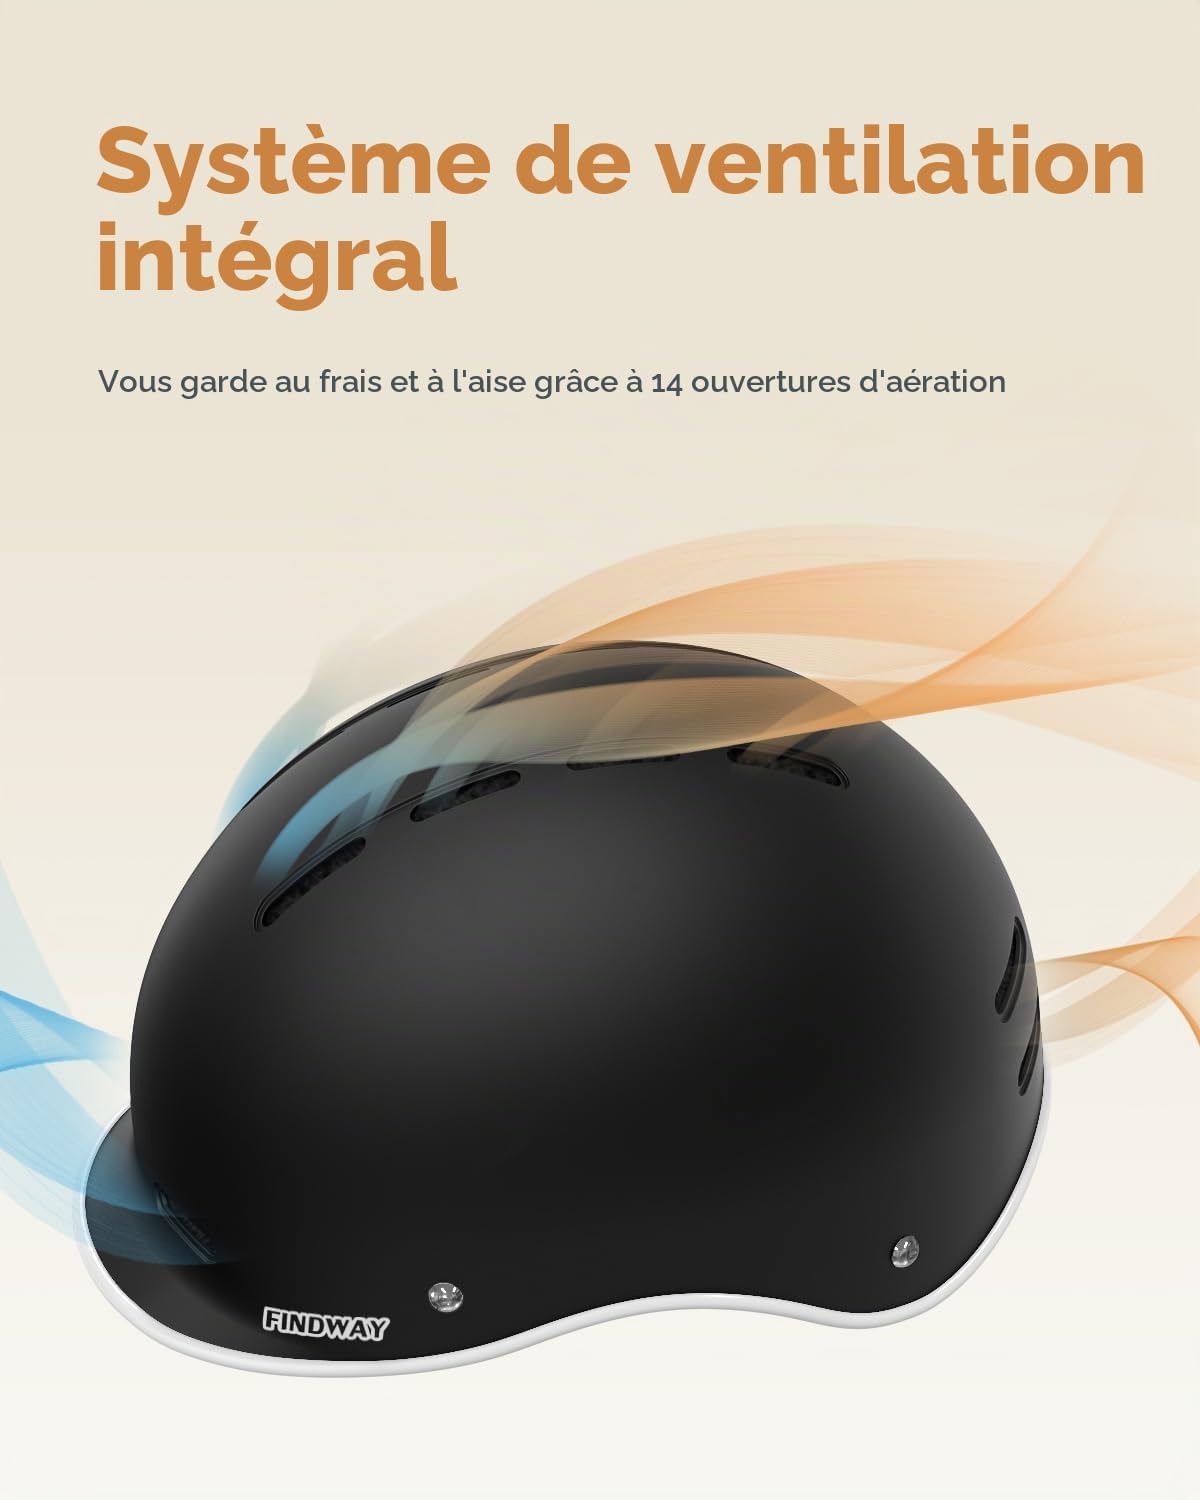 Système de ventilation
intégral
Vous garde au frais et à l'aise grâce à 14 ouvertures d'aération
FINDWAY